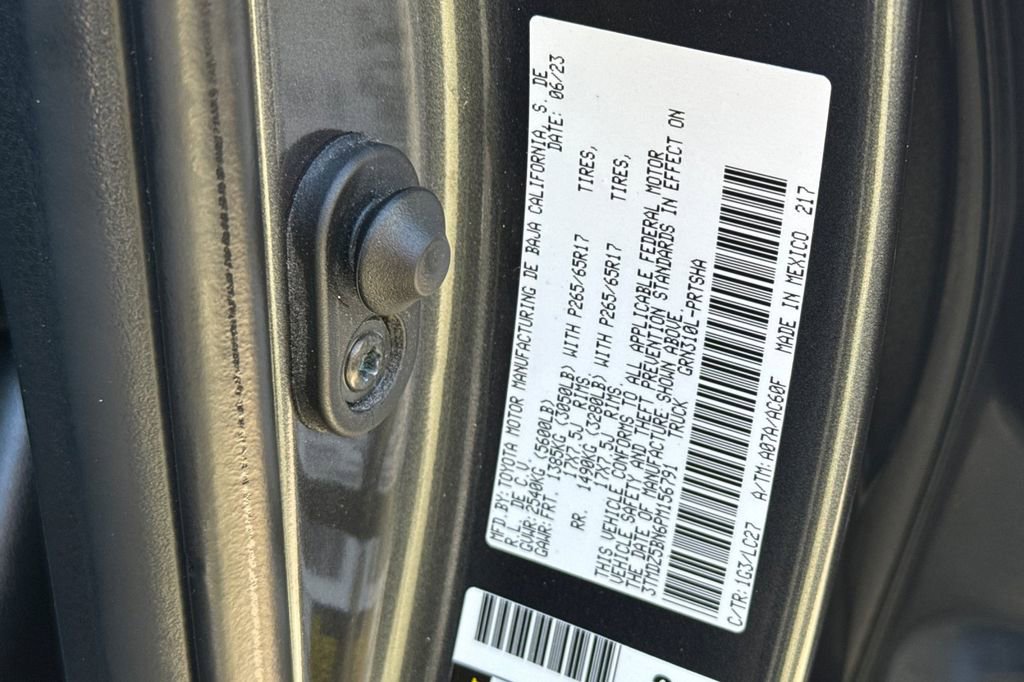 MFD.BY:TOYOTA MOTOR MANUFACTURING DE BAJA CALIFORNIA, S. DE
R. L. DE C.V. DATE: 06/23
GVWR: 2540KG (5600LB)
GAWR: FRT. 1385KG (3050LB) WITH P265/65R17 TIRES,
17X7.5J RIMS
RR. 1490KG (3280LB) WITH P265/65R17 TIRES,
17X7.5J RIMS
THIS VEHICLE CONFORMS TO ALL APPLICABLE FEDERAL MOTOR
VEHICLE SAFETY AND THEFT PREVENTION STANDARDS IN EFFECT ON
THE DATE OF MANUFACTURE SHOWN ABOVE.
3TMDZ5BN6PM156791 TRUCK GRN310L-PRTSHA
C/TR:1G3/LC27 A/TM:A07A/AC60F MADE IN MEXICO 217